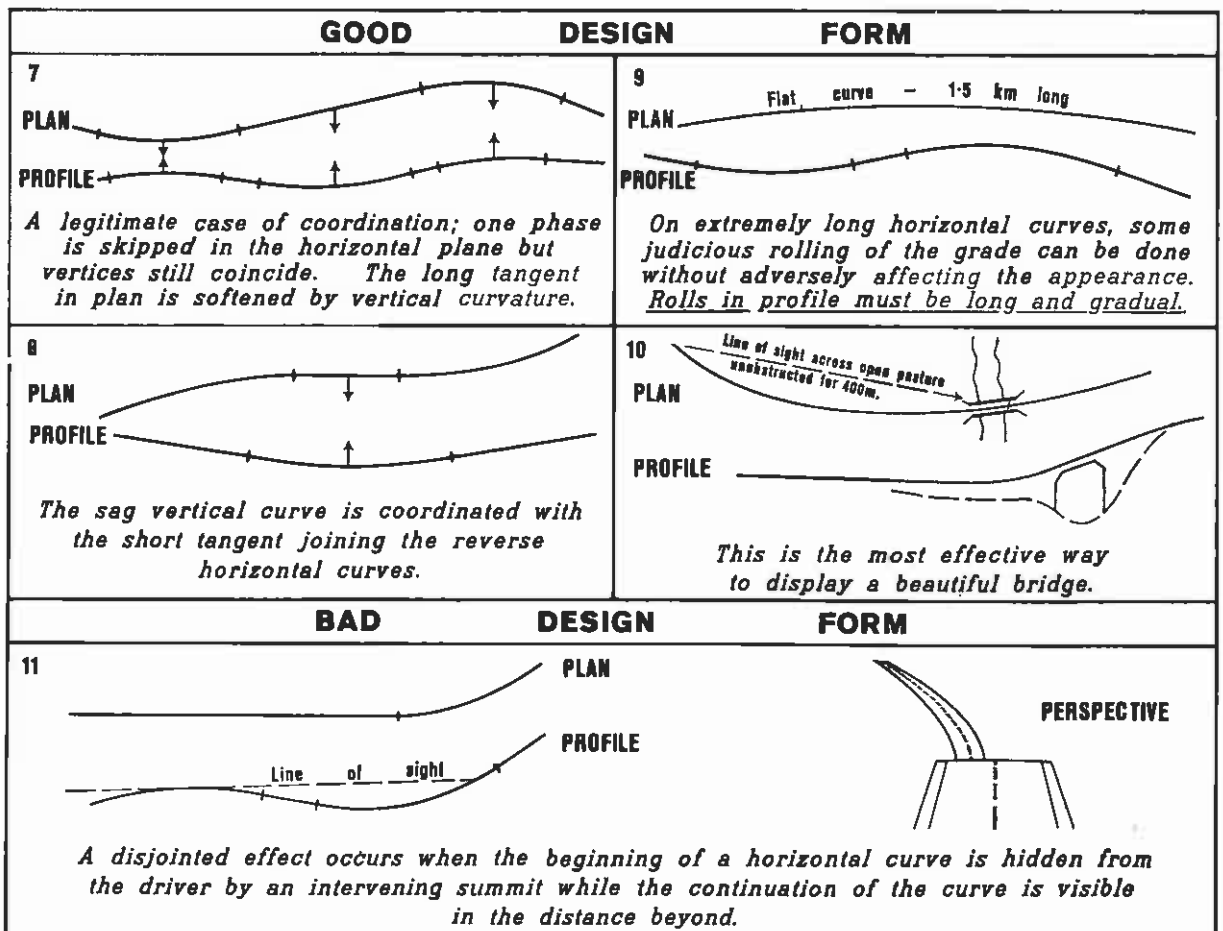 GOOD DESIGN FORM
7
PLAN
PROFILE
A legitimate case of coordination; one phase
is skipped in the horizontal plane but
vertices still coincide. The long tangent
in plan is softened by vertical curvature.
9
Flat curve - 1·5 km long
PLAN
PROFILE
On extremely long horizontal curves, some
judicious rolling of the grade can be done
without adversely affecting the appearance.
Rolls in profile must be long and gradual.
8
PLAN
PROFILE
The sag vertical curve is coordinated with
the short tangent joining the reverse
horizontal curves.
10
Line of sight across open pasture
unobstructed for 400m.
PLAN
PROFILE
This is the most effective way
to display a beautiful bridge.
BAD DESIGN FORM
11
PLAN
PROFILE
Line of sight
PERSPECTIVE
A disjointed effect occurs when the beginning of a horizontal curve is hidden from
the driver by an intervening summit while the continuation of the curve is visible
in the distance beyond.